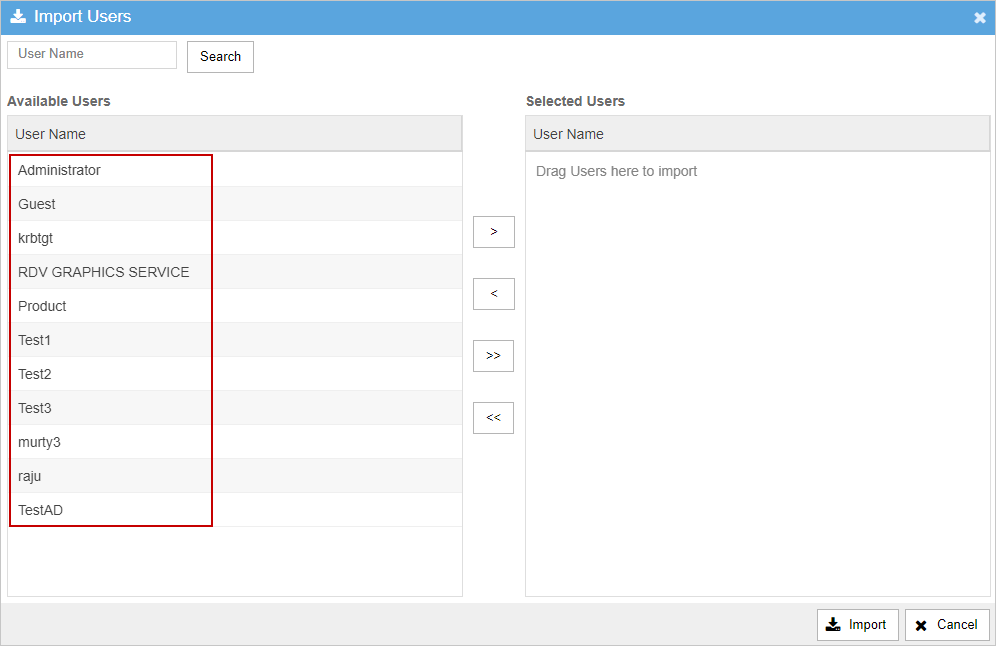 Import Users
User Name
Search
Available Users
User Name
Administrator
Guest
krbtgt
RDV GRAPHICS SERVICE
Product
Test1
Test2
Test3
murty3
raju
TestAD
>
<
>>
<<
Selected Users
User Name
Drag Users here to import
Import
Cancel